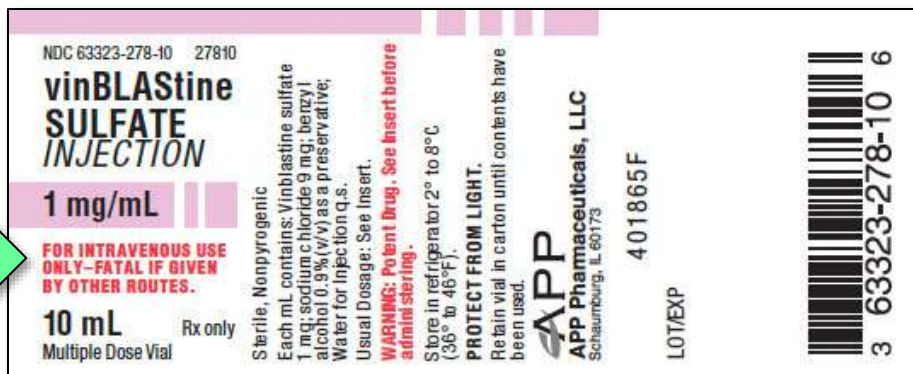 NDC 63323-278-10 27810
vinBLAStine
SULFATE
INJECTION
1 mg/mL
FOR INTRAVENOUS USE
ONLY–FATAL IF GIVEN
BY OTHER ROUTES.
10 mL Rx only
Multiple Dose Vial
Sterile, Nonpyrogenic
Each mL contains: Vinblastine sulfate
1 mg; sodium chloride 9 mg; benzyl
alcohol 0.9% (v/v) as a preservative;
Water for Injection q.s.
Usual Dosage: See Insert.
WARNING: Potent Drug. See Insert before
administering.
Store in refrigerator 2° to 8°C
(36° to 46°F).
PROTECT FROM LIGHT.
Retain vial in carton until contents have
been used.
APP
APP Pharmaceuticals, LLC
Schaumburg, IL 60173
401865F
LOT/EXP
3 63323-278-10 6